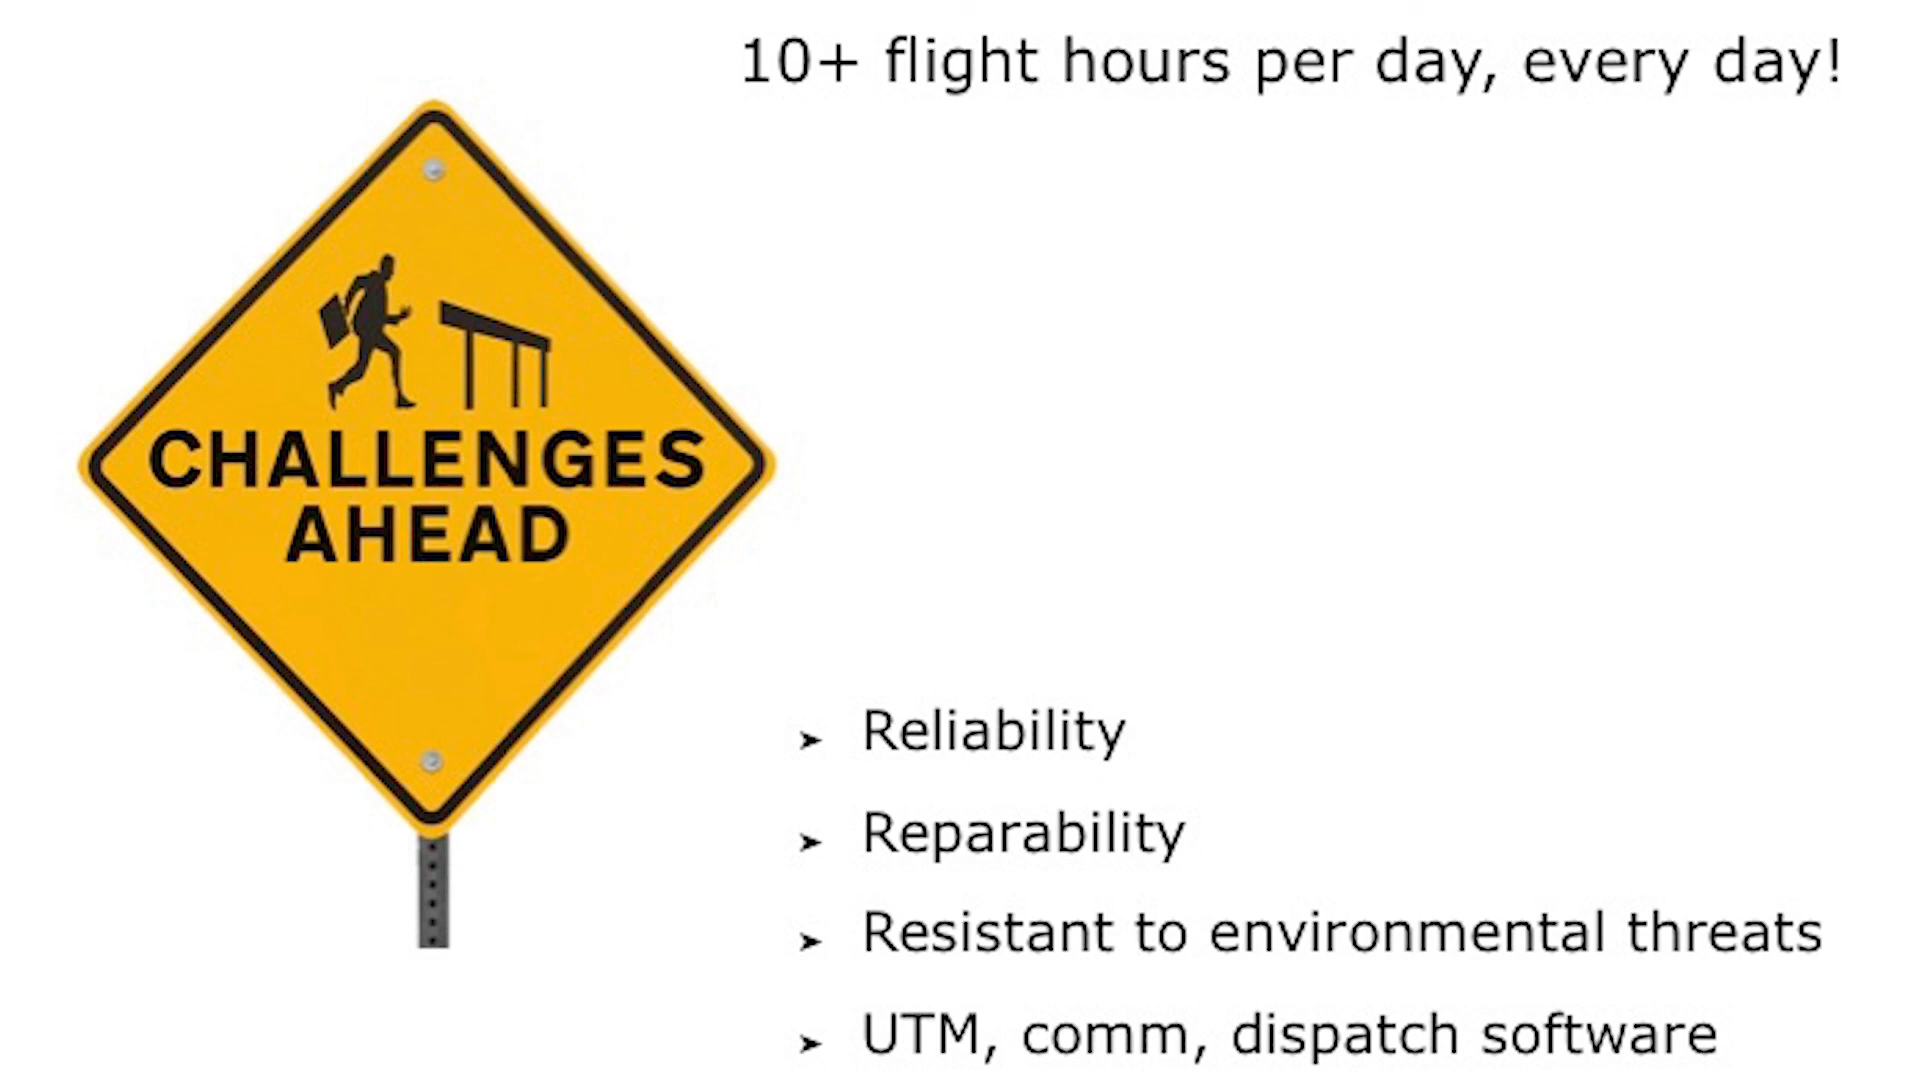 10+ flight hours per day, every day!
CHALLENGES
AHEAD
➤ Reliability
➤ Reparability
➤ Resistant to environmental threats
➤ UTM, comm, dispatch software